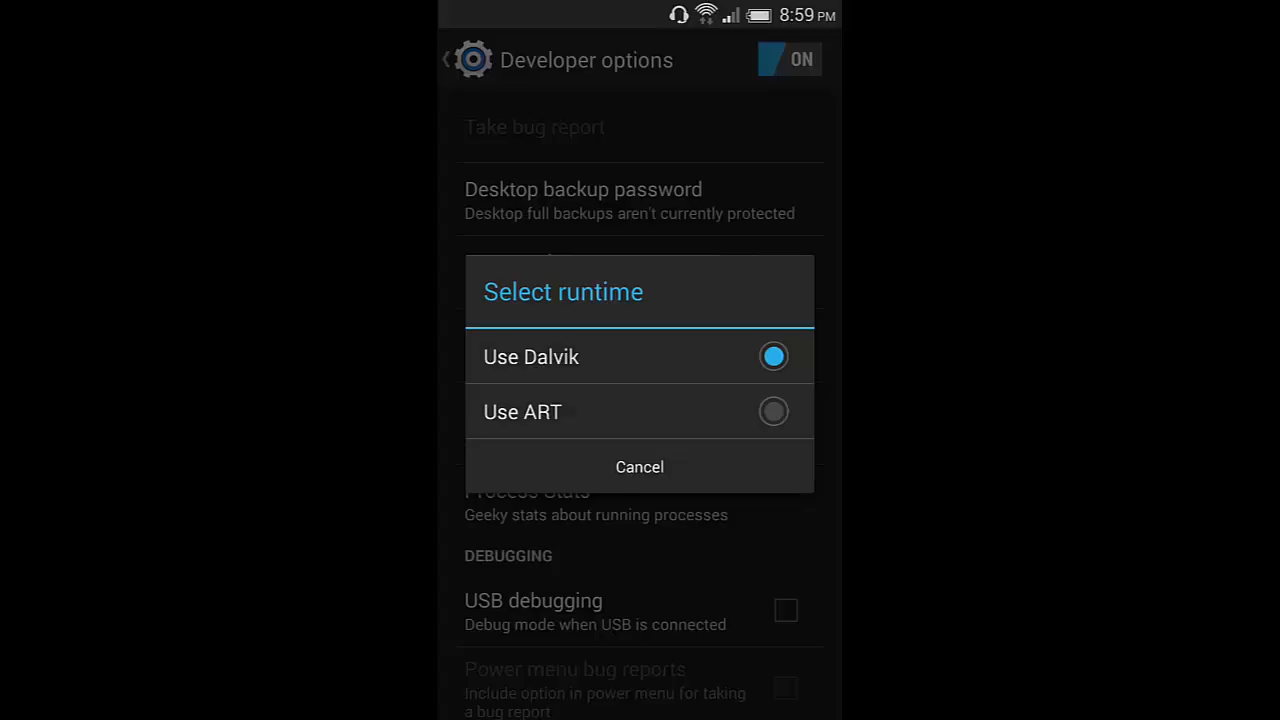 8:59 PM
Developer options
ON
Take bug report
Desktop backup password
Desktop full backups aren't currently protected
Select runtime
Use Dalvik
Use ART
Cancel
Process Stats
Geeky stats about running processes
DEBUGGING
USB debugging
Debug mode when USB is connected
Power menu bug reports
Include option in power menu for taking
a bug report